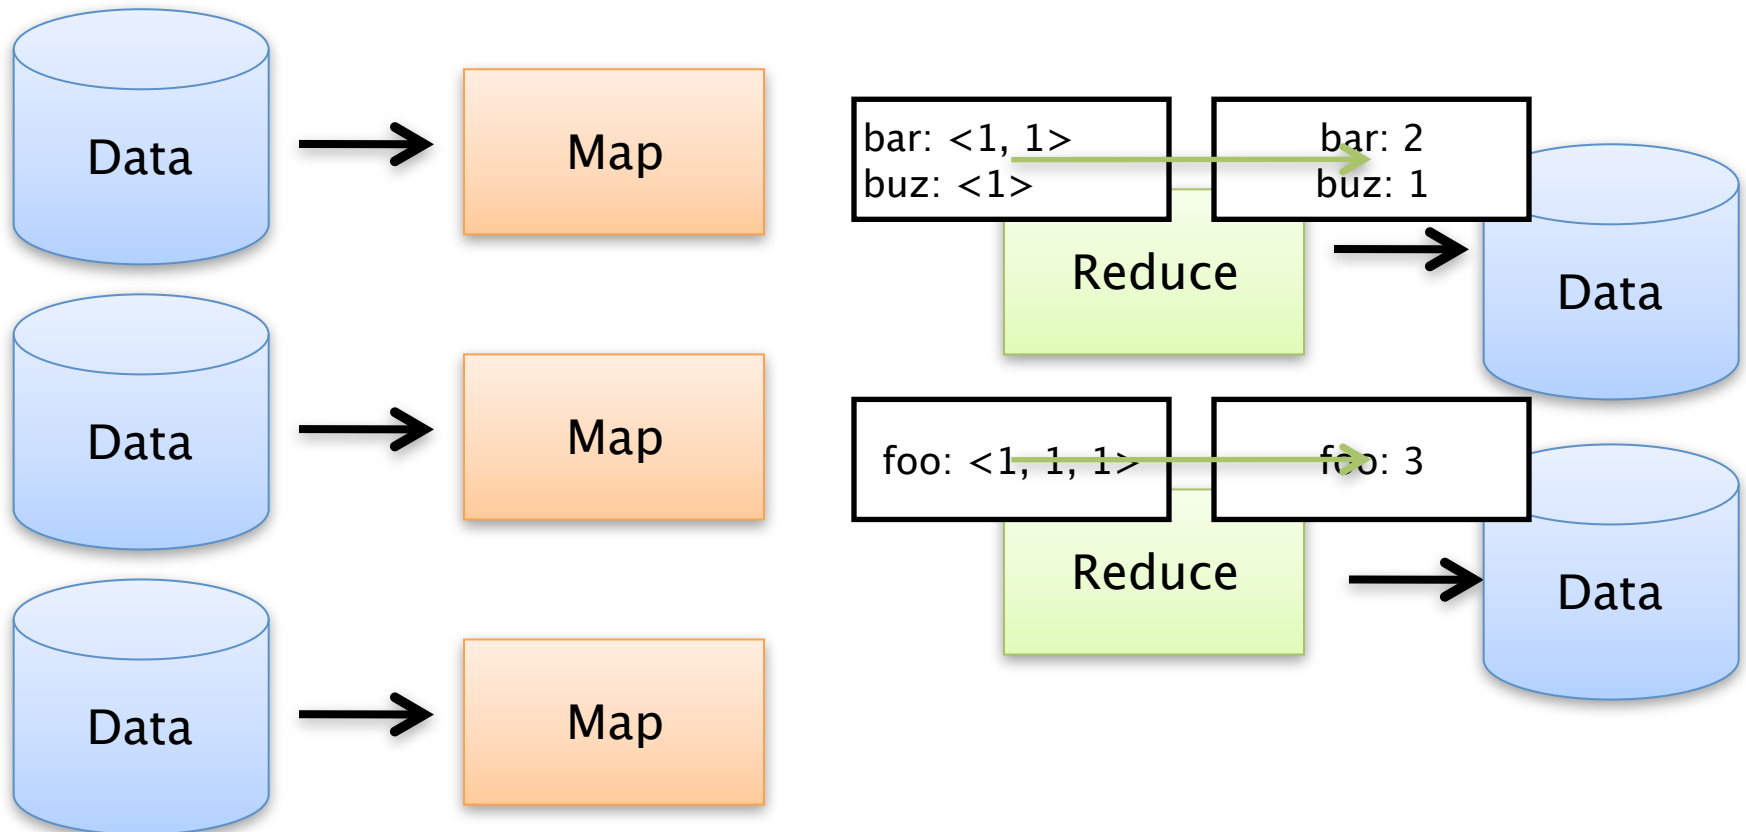 Data
Map
bar: <1, 1>
buz: <1>
bar: 2
buz: 1
Reduce
Data
Data
Map
foo: <1, 1, 1>
foo: 3
Reduce
Data
Data
Map